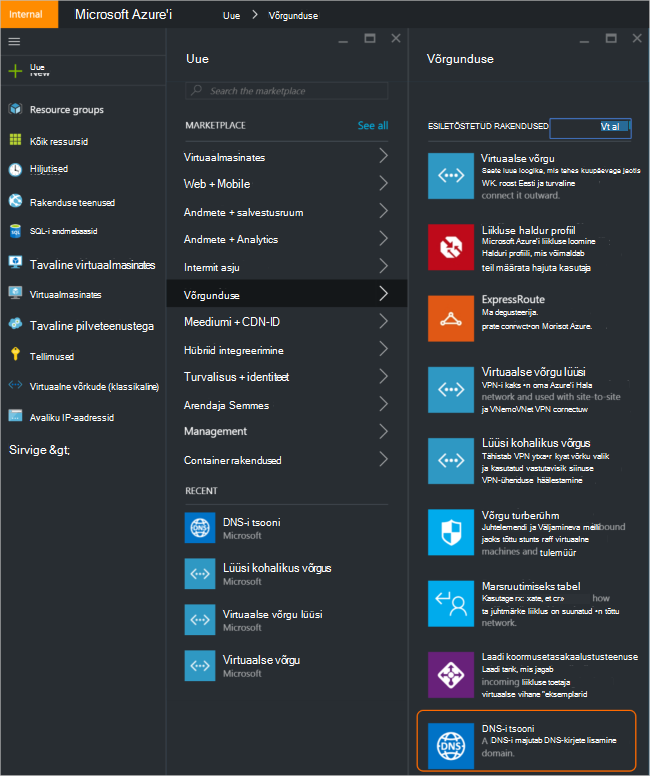 Internal Microsoft Azure'i Uue > Võrgunduse
Uue
New
Resource groups
Kõik ressursid
Hiljutised
Rakenduse teenused
SQL-i andmebaasid
Tavaline virtuaalmasinates
Virtuaalmasinates
Tavaline pilveteenustega
Tellimused
Virtuaalne võrkude (klassikaline)
Avaliku IP-aadressid
Sirvige &gt;
Uue
Search the marketplace
MARKETPLACE See all
Virtuaalmasinates
Web + Mobile
Andmete + salvestusruum
Andmete + Analytics
Intermit asju
Võrgunduse
Meediumi + CDN-ID
Hübriid integreerimine
Turvalisus + identiteet
Arendaja Semmes
Management
Container rakendused
RECENT
DNS-i tsooni
Microsoft
Lüüsi kohalikus võrgus
Microsoft
Virtuaalse võrgu lüüsi
Microsoft
Virtuaalse võrgu
Microsoft
Võrgunduse
ESILETÕSTETUD RAKENDUSED Vt al
Virtuaalse võrgu
Saate luua loogika, mis tehes kuupäevaga jaotis
WK. roost Eesti ja turvaline
connect it outward.
Liikluse haldur profiil
Microsoft Azure'i liikluse loomine
Halduri profiili, mis võimaldab
teil määrata hajuta kasutaja
ExpressRoute
Ma degusteerija.
prate conrwct•on Morisot Azure.
Virtuaalse võrgu lüüsi
VPN-i kaks •n oma Azure'i Hala
network and used with site-to-site
ja VNemoVNet VPN connectuw
Lüüsi kohalikus võrgus
Tähistab VPN ytxa•r kyat võrku valik
ja kasutatud vastutavisik siinuse
VPN-ühenduse häälestamine
Võrgu turberühm
Juhtelemendi ja Väljamineva meili bound
jaoks tõttu stunts raff virtuaalne
machines and tulemüür
Marsruutimiseks tabel
Kasutage rx: xate, et cr» how
ta juhtmärke liiklus on suunatud •n tõttu
network.
Laadi koormusetasakaalustusteenuse
Laadi tank, mis jagab
incoming liikluse toetaja
virtuaalse vihane "eksemplarid
DNS
DNS-i tsooni
A DNS-i majutab DNS-kirjete lisamine
domain.